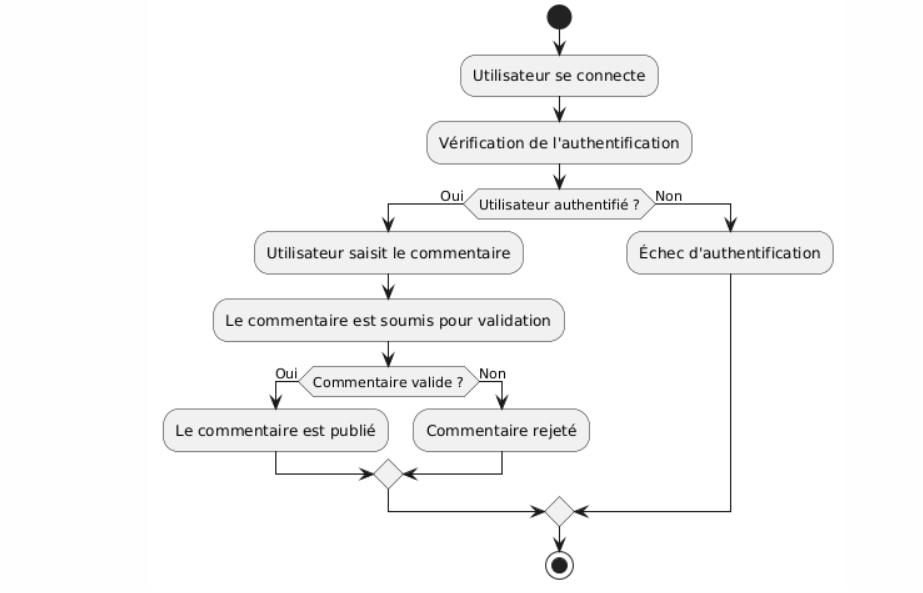 Utilisateur se connecte
Vérification de l'authentification
Oui
Utilisateur authentifié ?
Non
Utilisateur saisit le commentaire
Échec d'authentification
Le commentaire est soumis pour validation
Oui
Commentaire valide ?
Non
Le commentaire est publié
Commentaire rejeté